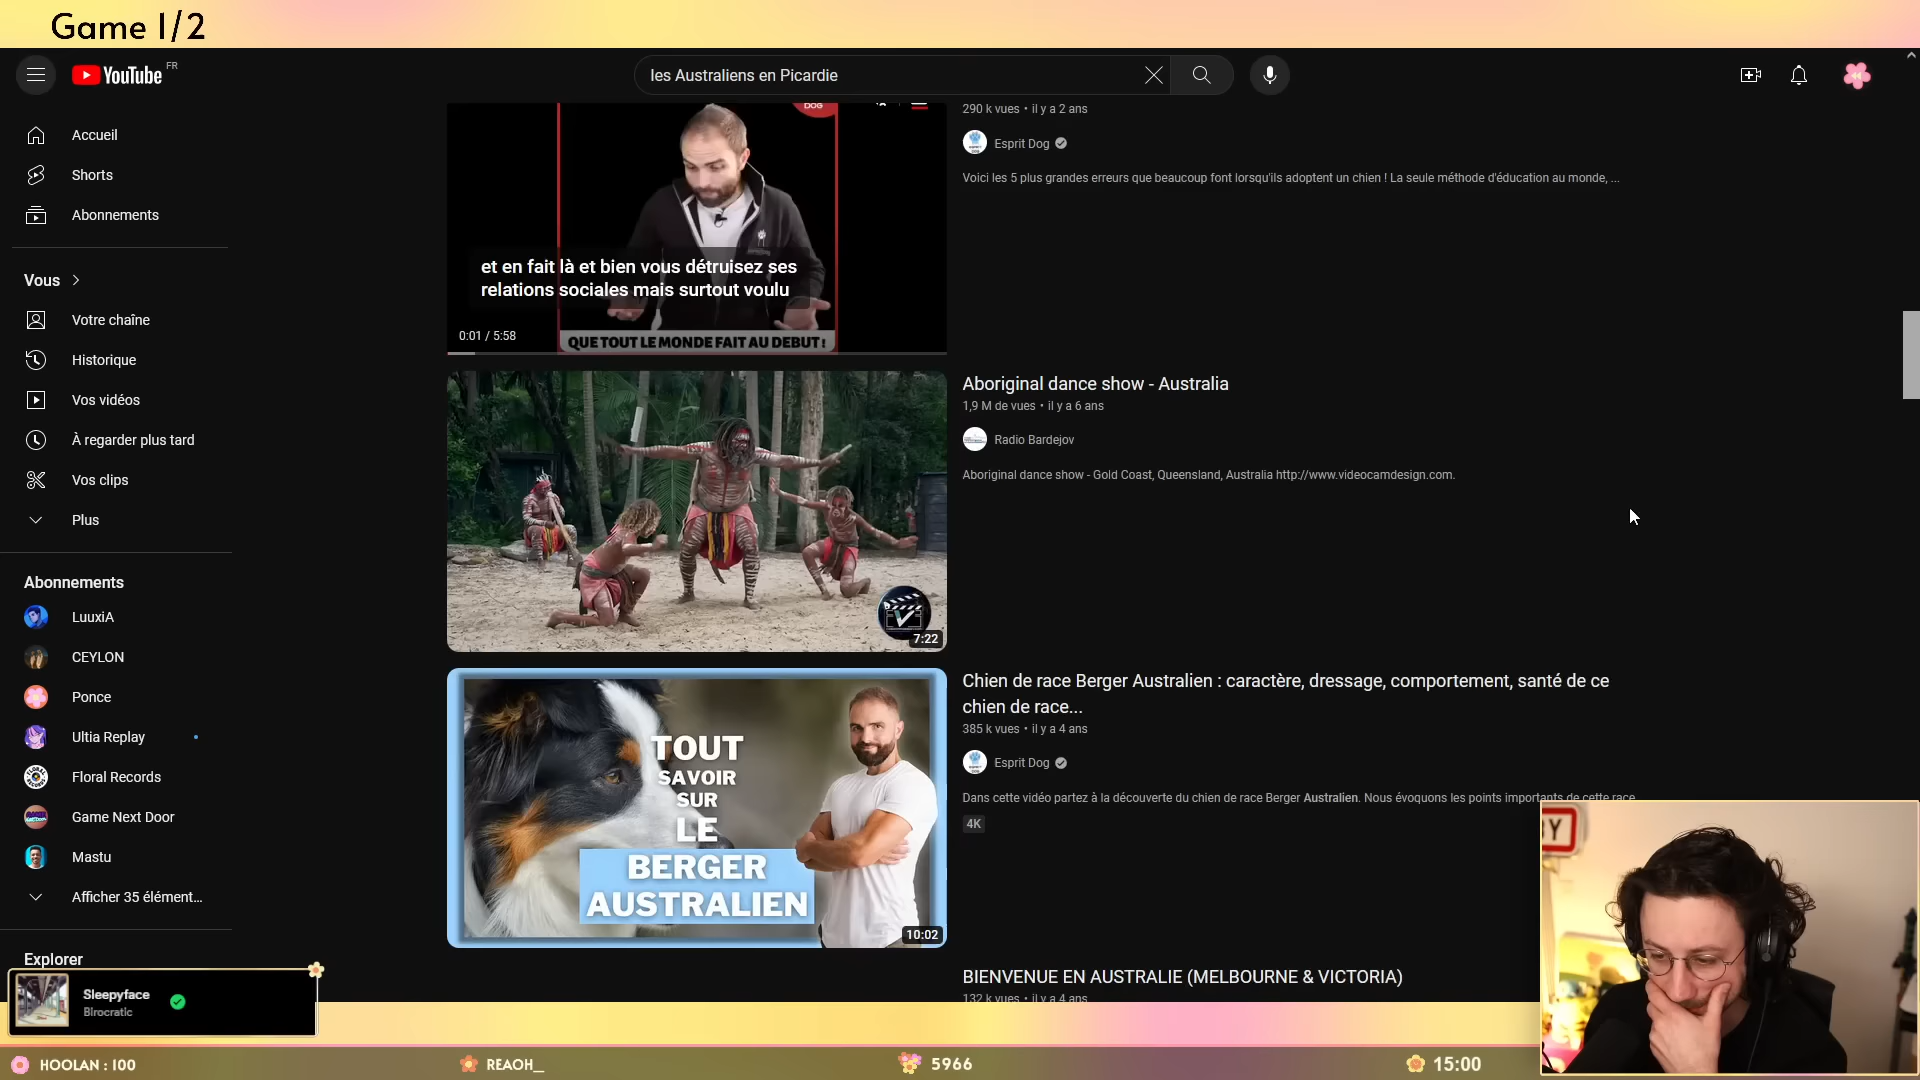 Game 1/2
YouTube FR
les Australiens en Picardie
Accueil
Shorts
Abonnements
Vous
Votre chaîne
Historique
Vos vidéos
À regarder plus tard
Vos clips
Plus
Abonnements
LuuxiA
CEYLON
Ponce
Ultia Replay
Floral Records
Game Next Door
Mastu
Afficher 35 élément...
Explorer
DOG
et en fait là et bien vous détruisez ses
relations sociales mais surtout voulu
0:01 / 5:58
QUE TOUT LE MONDE FAIT AU DEBUT !
290 k vues • il y a 2 ans
Esprit Dog
Voici les 5 plus grandes erreurs que beaucoup font lorsqu'ils adoptent un chien ! La seule méthode d'éducation au monde, ...
7:22
Aboriginal dance show - Australia
1,9 M de vues • il y a 6 ans
Radio Bardejov
Aboriginal dance show - Gold Coast, Queensland, Australia http://www.videocamdesign.com.
TOUT
SAVOIR
SUR
LE
BERGER
AUSTRALIEN
10:02
Chien de race Berger Australien : caractère, dressage, comportement, santé de ce
chien de race...
385 k vues • il y a 4 ans
Esprit Dog
Dans cette vidéo partez à la découverte du chien de race Berger Australien. Nous évoquons les points importants de cette race
4K
BIENVENUE EN AUSTRALIE (MELBOURNE & VICTORIA)
132 k vues • il y a 4 ans
Sleepyface
Birocratic
HOOLAN : 100
REAOH_
5966
15:00